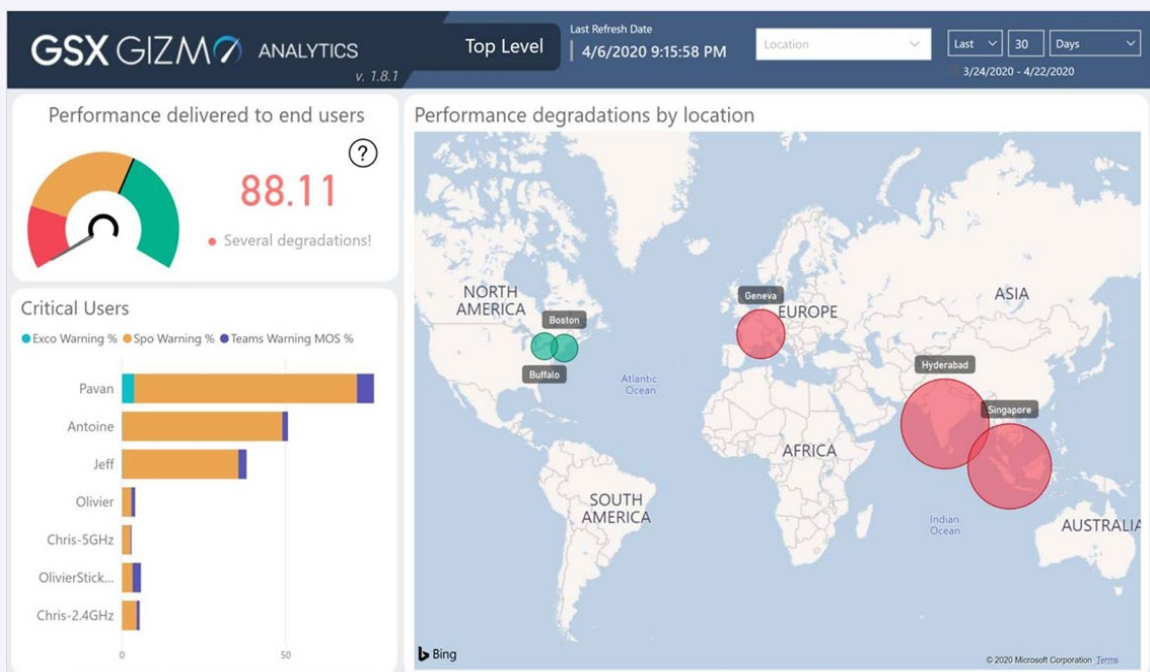 GSX GIZMO ANALYTICS
v. 1.8.1
Top Level
Last Refresh Date
4/6/2020 9:15:58 PM
Location
Last 30 Days
3/24/2020 - 4/22/2020
Performance delivered to end users
?
88.11
Several degradations!
Critical Users
Exco Warning % Spo Warning % Teams Warning MOS %
Pavan
Antoine
Jeff
Olivier
Chris-5GHz
OlivierStick...
Chris-2.4GHz
0 50
Performance degradations by location
NORTH
AMERICA
Boston
Buffalo
Atlantic
Ocean
Geneva
EUROPE
ASIA
Hyderabad
Singapore
AFRICA
SOUTH
AMERICA
Indian
Ocean
AUSTRALIA
Bing
© 2020 Microsoft Corporation Terms